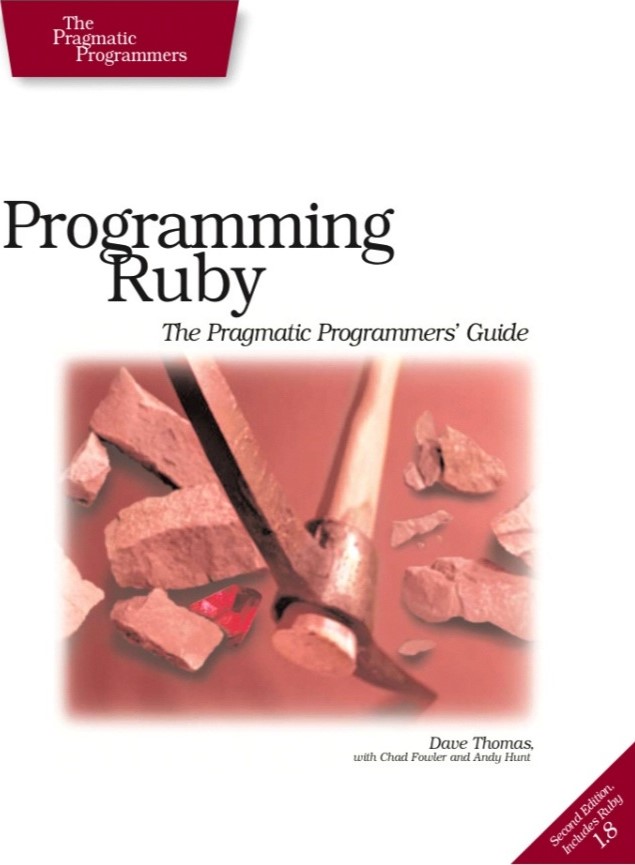 The
Pragmatic
Programmers
Programming
Ruby
The Pragmatic Programmers' Guide
Dave Thomas,
with Chad Fowler and Andy Hunt
Second Edition,
Includes Ruby
1.8